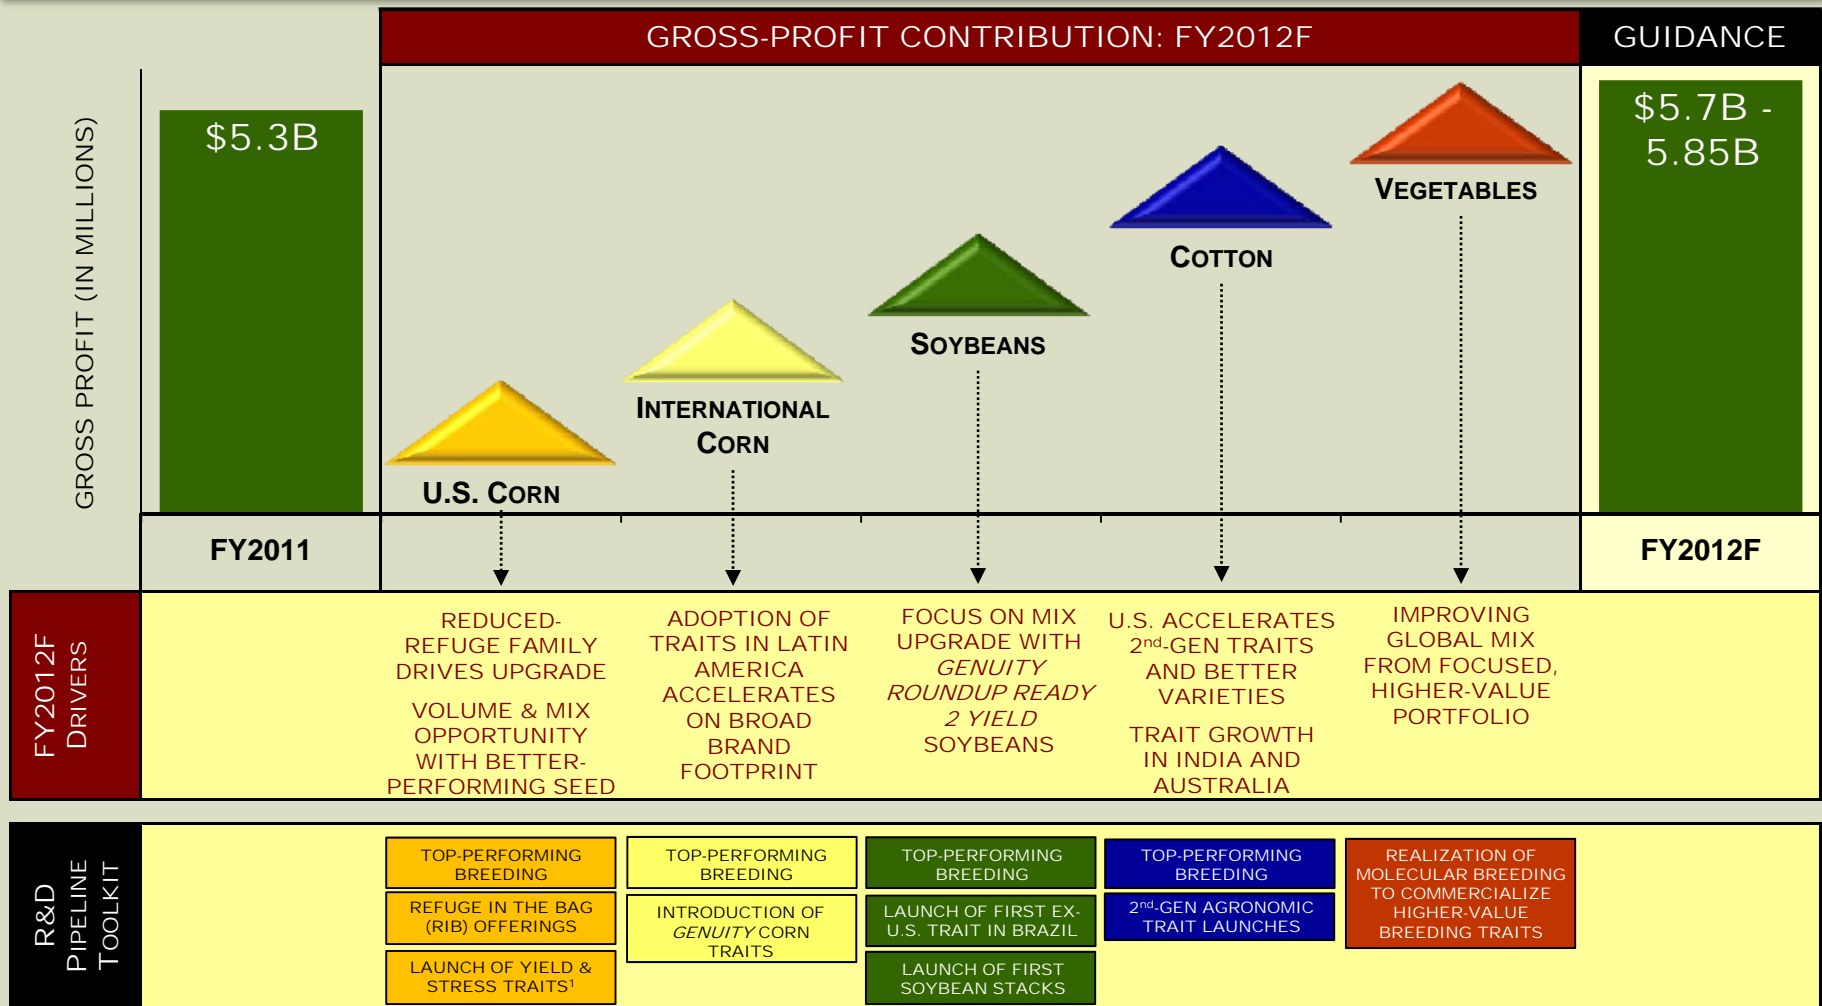 GROSS-PROFIT CONTRIBUTION: FY2012F
GUIDANCE
GROSS PROFIT (IN MILLIONS)
$5.3B
$5.7B -
5.85B
VEGETABLES
COTTON
SOYBEANS
INTERNATIONAL
CORN
U.S. CORN
FY2011
FY2012F
FY2012F
DRIVERS
REDUCED-
REFUGE FAMILY
DRIVES UPGRADE
VOLUME & MIX
OPPORTUNITY
WITH BETTER-
PERFORMING SEED
ADOPTION OF
TRAITS IN LATIN
AMERICA
ACCELERATES
ON BROAD
BRAND
FOOTPRINT
FOCUS ON MIX
UPGRADE WITH
GENUITY
ROUNDUP READY
2 YIELD
SOYBEANS
U.S. ACCELERATES
2nd-GEN TRAITS
AND BETTER
VARIETIES
TRAIT GROWTH
IN INDIA AND
AUSTRALIA
IMPROVING
GLOBAL MIX
FROM FOCUSED,
HIGHER-VALUE
PORTFOLIO
R&D
PIPELINE
TOOLKIT
TOP-PERFORMING
BREEDING
REFUGE IN THE BAG
(RIB) OFFERINGS
LAUNCH OF YIELD &
STRESS TRAITS¹
TOP-PERFORMING
BREEDING
INTRODUCTION OF
GENUITY CORN
TRAITS
TOP-PERFORMING
BREEDING
LAUNCH OF FIRST EX-
U.S. TRAIT IN BRAZIL
LAUNCH OF FIRST
SOYBEAN STACKS
TOP-PERFORMING
BREEDING
2nd-GEN AGRONOMIC
TRAIT LAUNCHES
REALIZATION OF
MOLECULAR BREEDING
TO COMMERCIALIZE
HIGHER-VALUE
BREEDING TRAITS